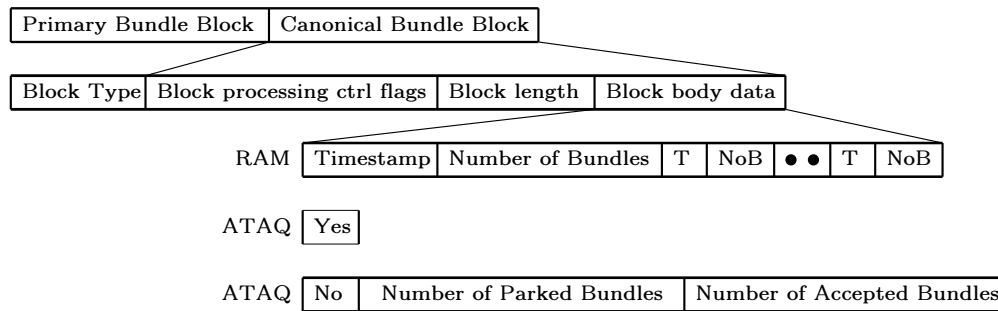 Primary Bundle Block Canonical Bundle Block
Block Type Block processing ctrl flags Block length Block body data
RAM Timestamp Number of Bundles T NoB • • T NoB
ATAQ Yes
ATAQ No Number of Parked Bundles Number of Accepted Bundles